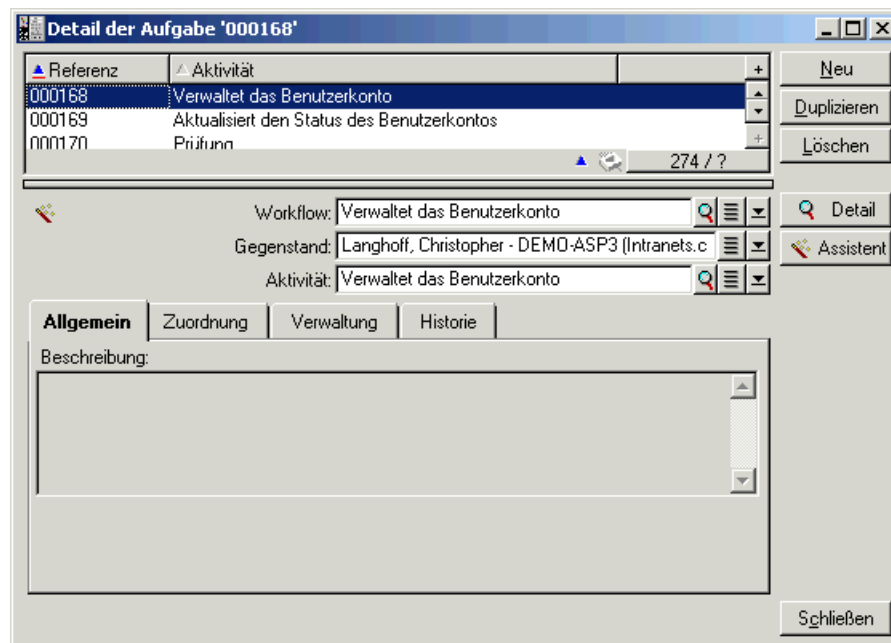 Detail der Aufgabe '000168'
Referenz Aktivität +
000168 Verwaltet das Benutzerkonto
000169 Aktualisiert den Status des Benutzerkontos
000170 Prüfung +
274 / ?
Neu
Duplizieren
Löschen
Workflow: Verwaltet das Benutzerkonto
Detail
Gegenstand: Langhoff, Christopher - DEMO-ASP3 (Intranets.c
Assistent
Aktivität: Verwaltet das Benutzerkonto
Allgemein Zuordnung Verwaltung Historie
Beschreibung:
Schließen